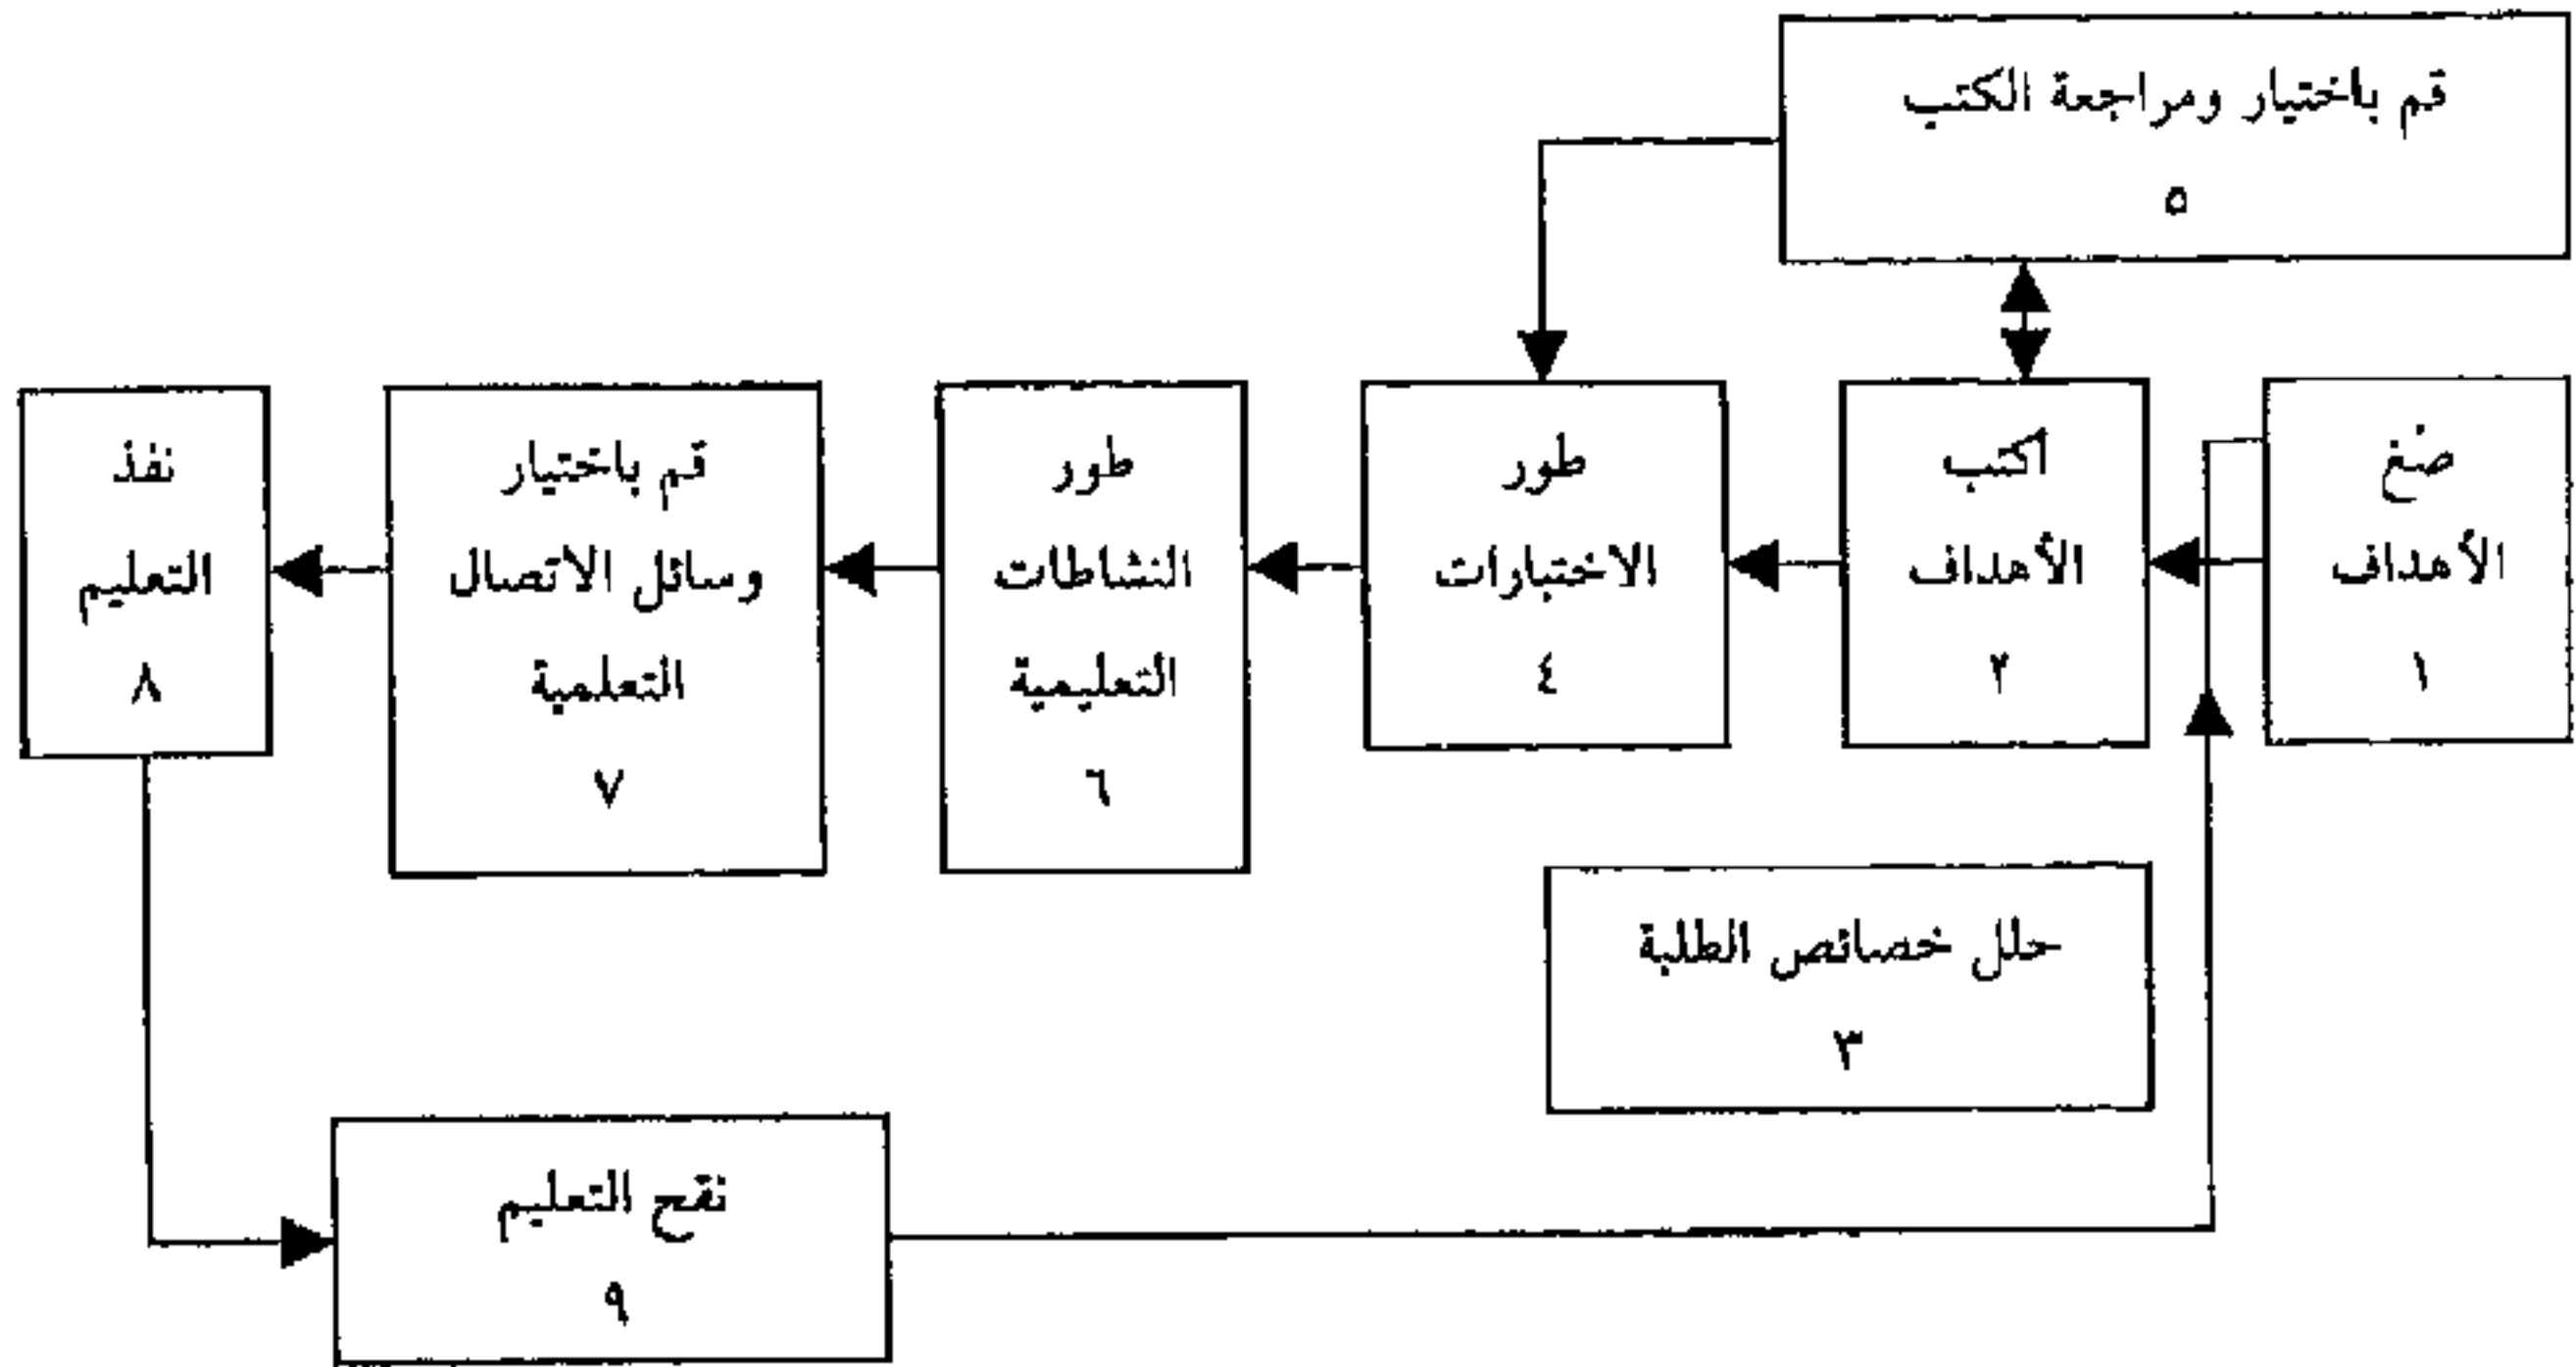 قم باختيار ومراجعة الكتب
٥
ضُغ
الأهداف
١
اكتب
الأهداف
٢
طور
الاختبارات
٤
طور
النشاطات
التعليمية
٦
قم باختيار
وسائل الاتصال
التعلمية
٧
نفذ
التعليم
٨
حلل خصائص الطلبة
٣
نقح التعليم
٩